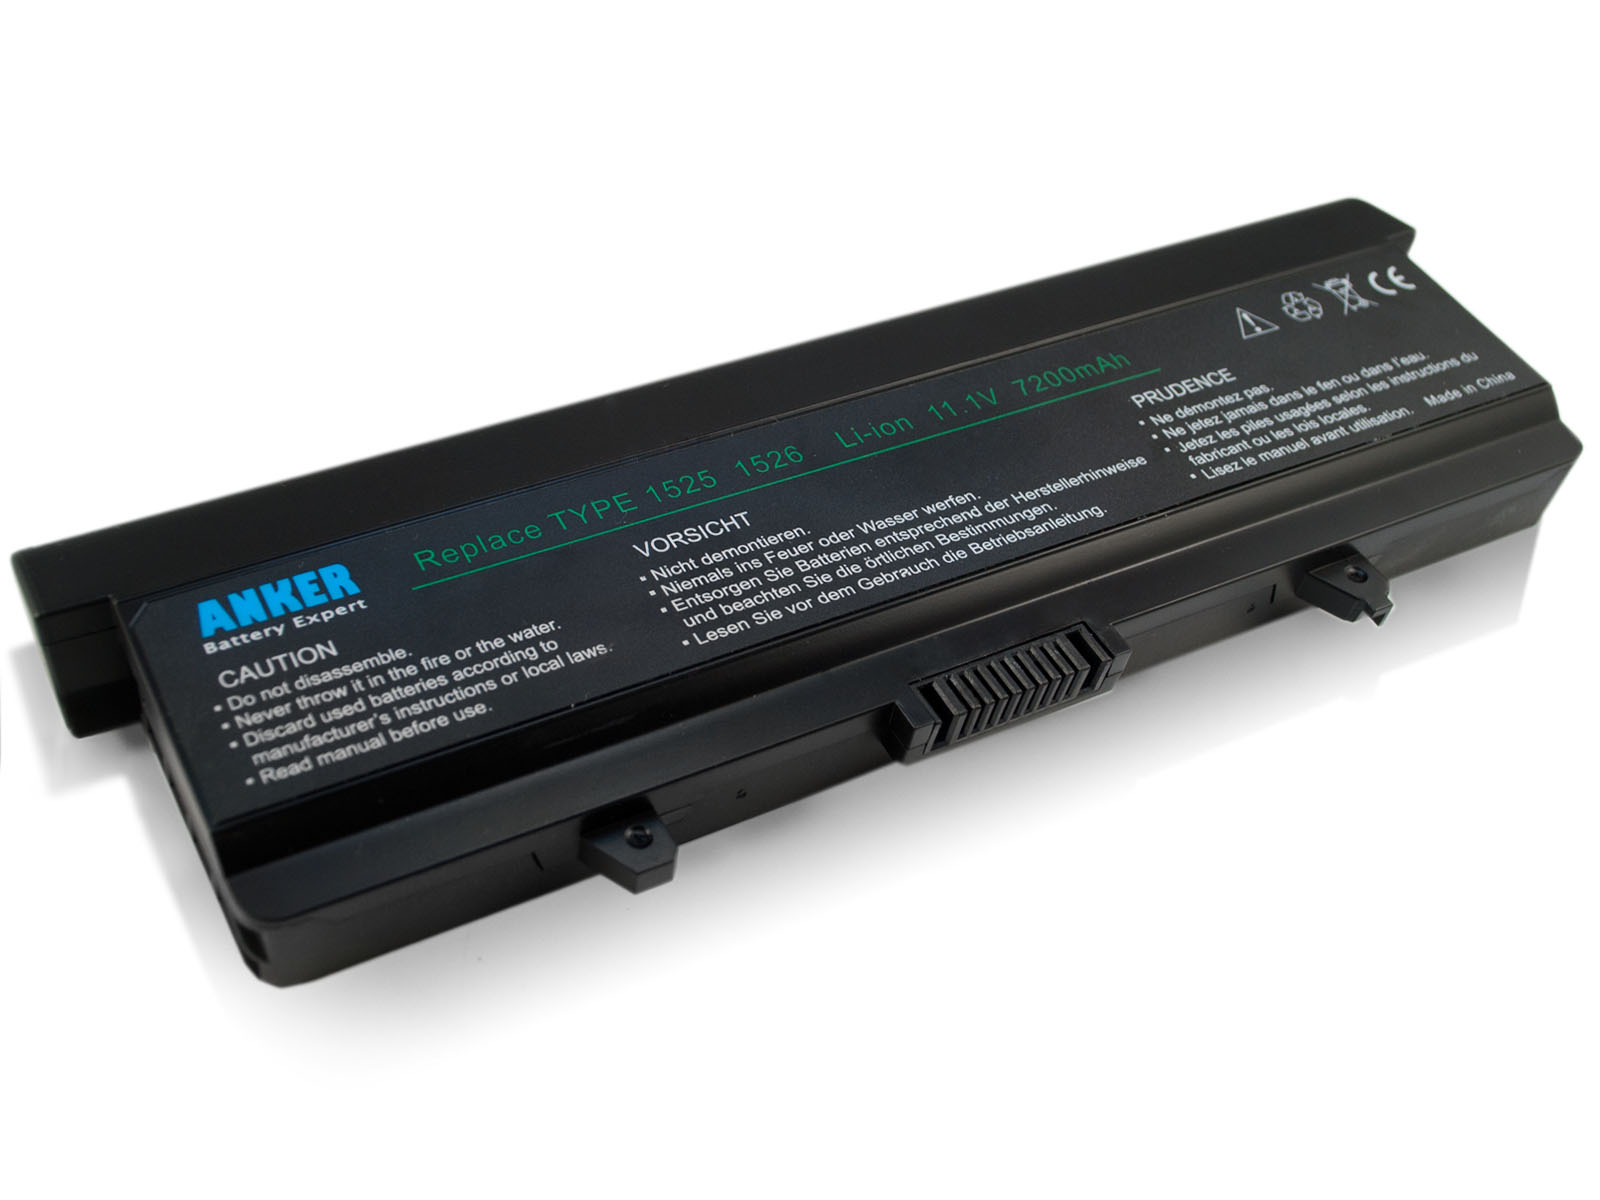 ANKER
Battery Expert
Replace TYPE 1525 1526 Li-ion 11.1V 7200mAh
CAUTION
▪ Do not disassemble.
▪ Never throw it in the fire or the water.
▪ Discard used batteries according to
manufacturer's instructions or local laws.
▪ Read manual before use.
VORSICHT
▪ Nicht demontieren.
▪ Niemals ins Feuer oder Wasser werfen.
▪ Entsorgen Sie Batterien entsprechend der Herstellerhinweise
und beachten Sie die örtlichen Bestimmungen.
▪ Lesen Sie vor dem Gebrauch die Betriebsanleitung.
PRUDENCE
▪ Ne démontez pas.
▪ Ne jetez jamais dans le fen ou dans l'eau.
▪ Jetez les piles usagées selon les instructions du
fabricant ou les lois locales.
▪ Lisez le manuel avant utilisation.
Made in China
CE